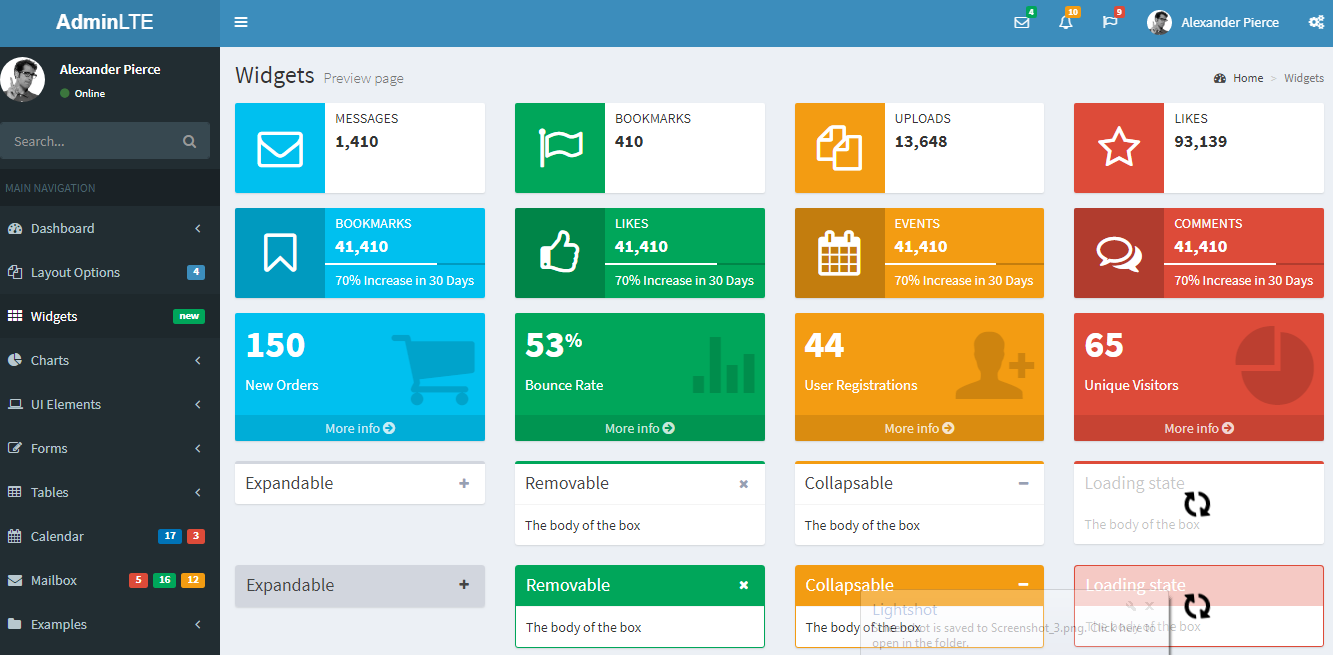 AdminLTE
4
10
9
Alexander Pierce
Alexander Pierce
Online
Search...
MAIN NAVIGATION
Dashboard
Layout Options 4
Widgets new
Charts
UI Elements
Forms
Tables
Calendar 17 3
Mailbox 5 16 12
Examples
Widgets Preview page
Home > Widgets
MESSAGES
1,410
BOOKMARKS
410
UPLOADS
13,648
LIKES
93,139
BOOKMARKS
41,410
70% Increase in 30 Days
LIKES
41,410
70% Increase in 30 Days
EVENTS
41,410
70% Increase in 30 Days
COMMENTS
41,410
70% Increase in 30 Days
150
New Orders
More info
53%
Bounce Rate
More info
44
User Registrations
More info
65
Unique Visitors
More info
Expandable
Removable
The body of the box
Collapsable
The body of the box
Loading state
The body of the box
Expandable
Removable
The body of the box
Collapsable
The body of the box
Loading state
The body of the box
Lightshot
Screenshot is saved to Screenshot_3.png. Click here to
open in the folder.